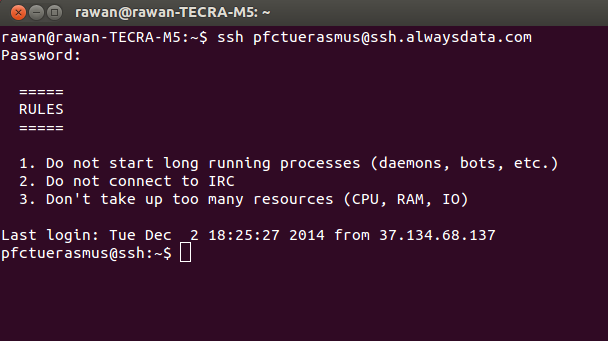 rawan@rawan-TECRA-M5: ~
rawan@rawan-TECRA-M5:~$ ssh pfctuerasmus@ssh.alwaysdata.com
Password:
=====
RULES
=====
1. Do not start long running processes (daemons, bots, etc.)
2. Do not connect to IRC
3. Don't take up too many resources (CPU, RAM, IO)
Last login: Tue Dec  2 18:25:27 2014 from 37.134.68.137
pfctuerasmus@ssh:~$